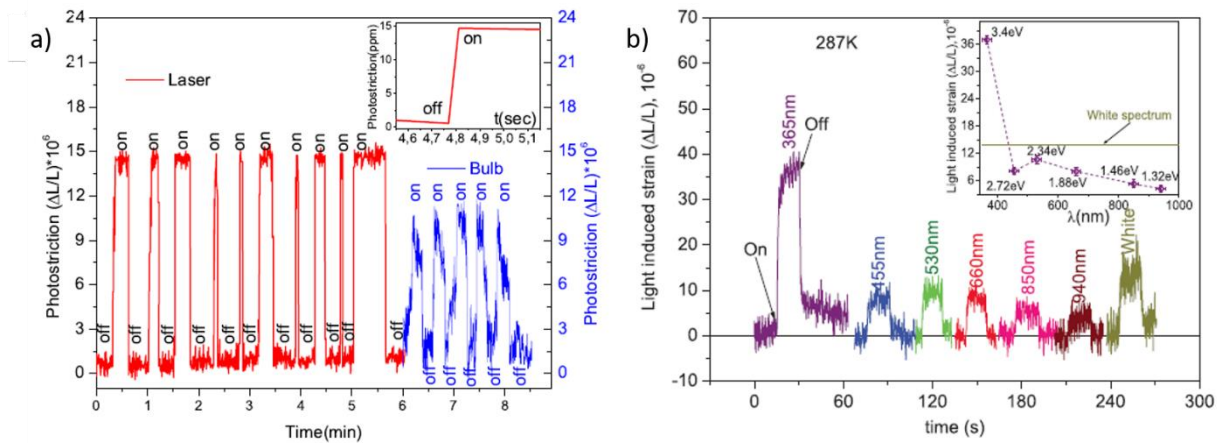 a)
24
21
18
15
12
9
6
3
0
Photostriction (ΔL/L)*10⁶
Laser
on on on on on on on on on
off off off off off off off off off off
0 1 2 3 4 5 6 7 8
Time(min)
Photostriction(ppm)
15
10
5
0
on
off
t(sec)
4,6 4,7 4,8 4,9 5,0 5,1
Bulb
on on on on on
off off off off off
24
21
18
15
12
9
6
3
0
Photostriction (ΔL/L)*10⁶
b)
70
60
50
40
30
20
10
0
-10
Light induced strain (ΔL/L), 10⁻⁶
287K
On
365nm
Off
455nm
530nm
660nm
850nm
940nm
White
0 60 120 180 240 300
time (s)
Light induced strain (ΔL/L), 10⁻⁶
36
30
24
18
12
6
3.4eV
White spectrum
2.34eV
2.72eV
1.88eV
1.46eV
1.32eV
400 600 800 1000
λ(nm)